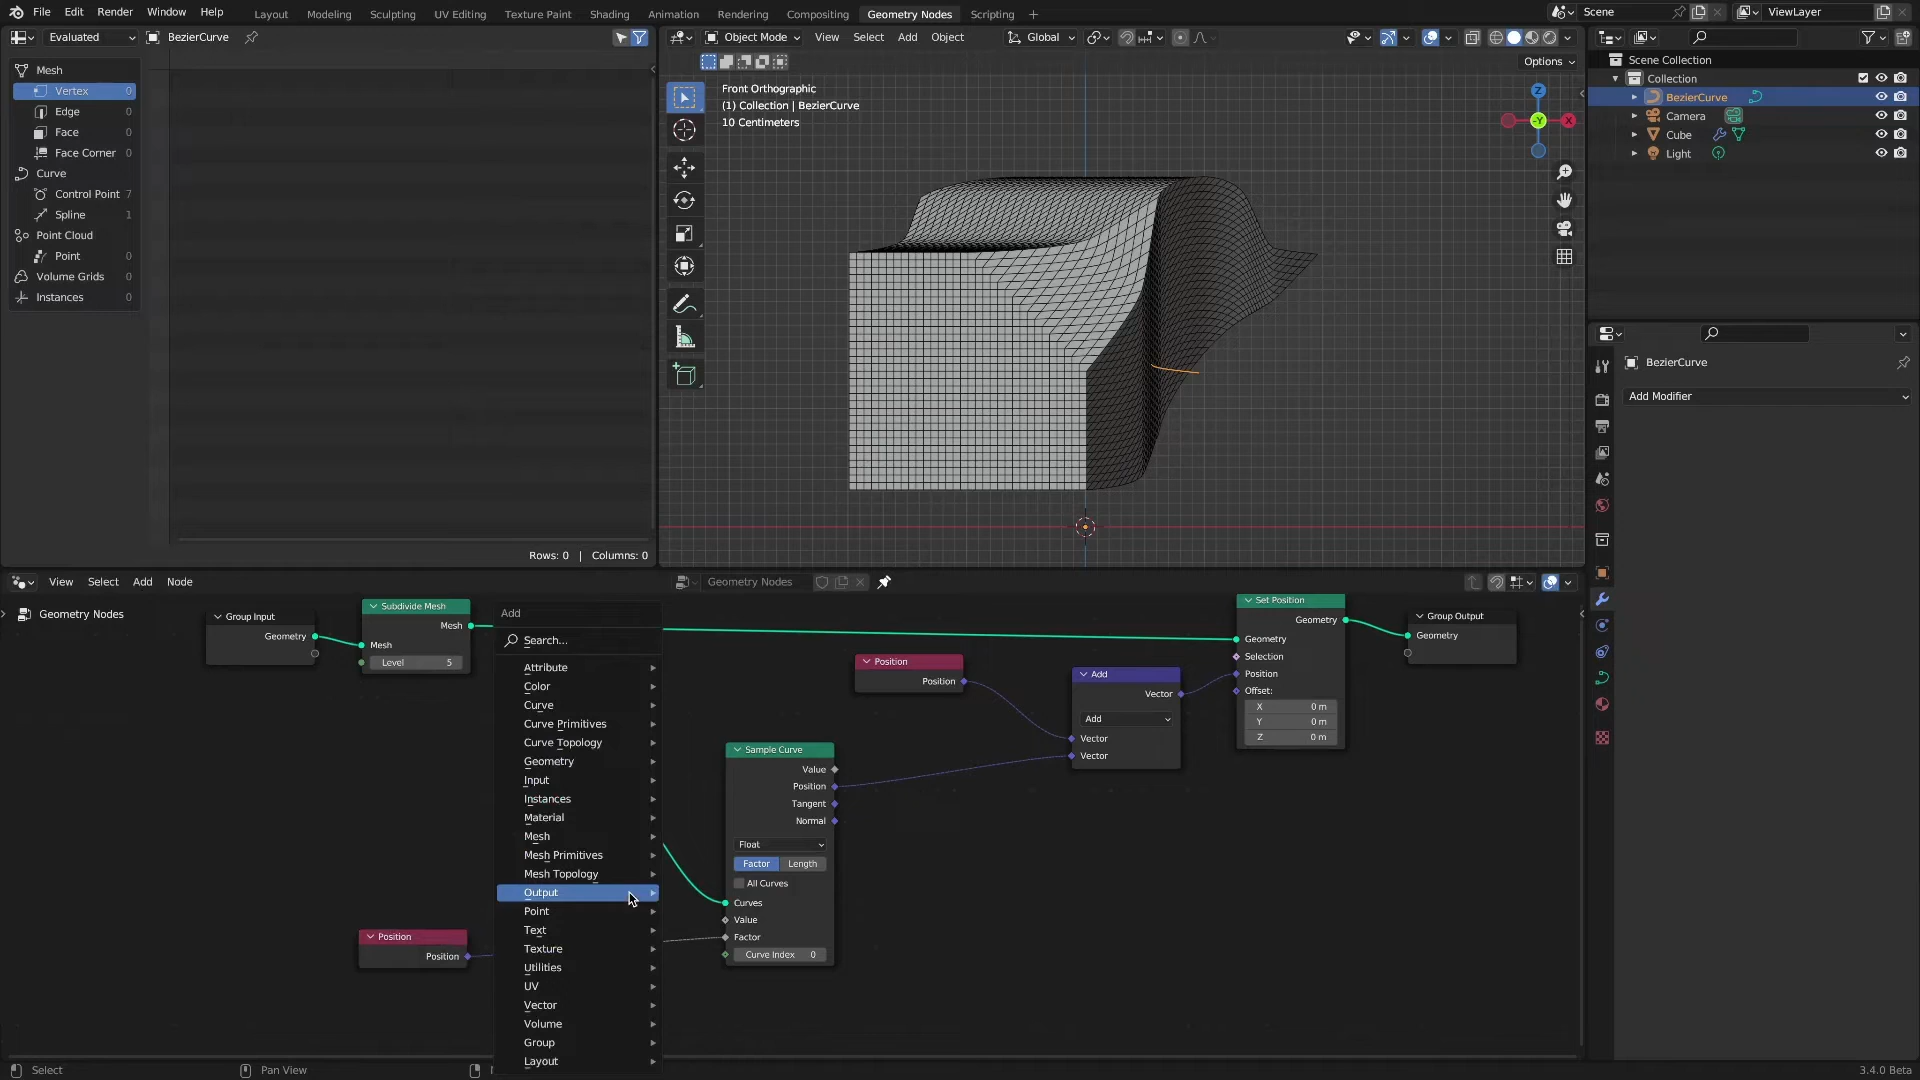 File Edit Render Window Help Layout Modeling Sculpting UV Editing Texture Paint Shading Animation Rendering Compositing Geometry Nodes Scripting + Scene ViewLayer
Evaluated BezierCurve
Object Mode View Select Add Object Global
Options
Mesh
Vertex 0
Edge 0
Face 0
Face Corner 0
Curve
Control Point 7
Spline 1
Point Cloud
Point 0
Volume Grids 0
Instances 0
Rows: 0 | Columns: 0
Front Orthographic
(1) Collection | BezierCurve
10 Centimeters
Z
-Y
X
Scene Collection
Collection
BezierCurve
Camera
Cube
Light
BezierCurve
Add Modifier
View Select Add Node
Geometry Nodes
Geometry Nodes
Group Input
Geometry
Subdivide Mesh
Mesh
Mesh
Level 5
Add
Search...
Attribute
Color
Curve
Curve Primitives
Curve Topology
Geometry
Input
Instances
Material
Mesh
Mesh Primitives
Mesh Topology
Output
Point
Text
Texture
Utilities
UV
Vector
Volume
Group
Layout
Position
Position
Sample Curve
Value
Position
Tangent
Normal
Float
Factor Length
All Curves
Curves
Value
Factor
Curve Index 0
Position
Position
Add
Vector
Add
Vector
Vector
Set Position
Geometry
Geometry
Selection
Position
Offset:
X 0 m
Y 0 m
Z 0 m
Group Output
Geometry
Select
Pan View
3.4.0 Beta